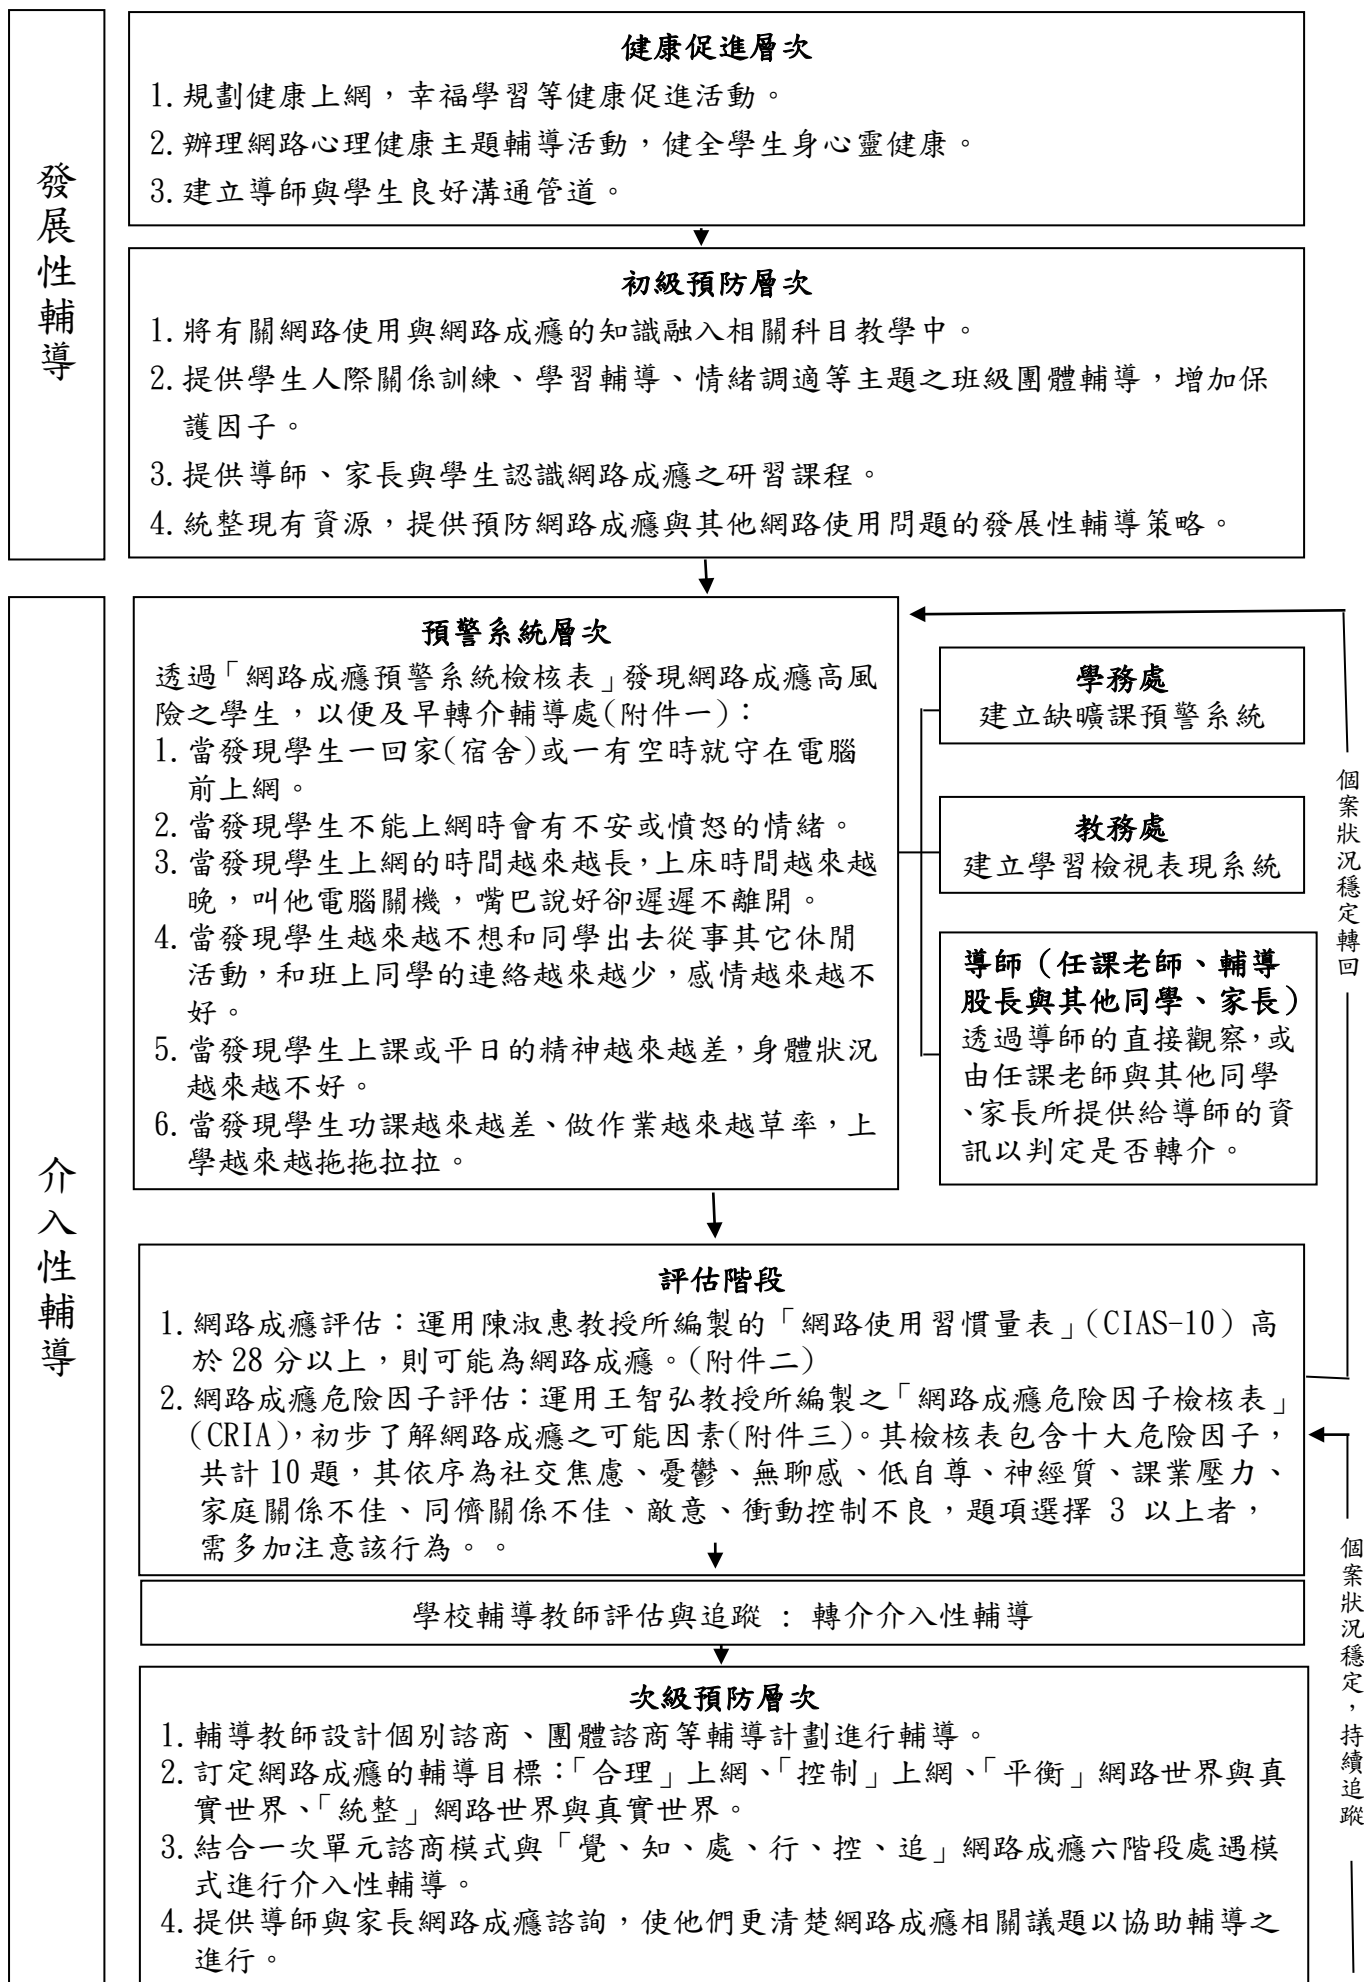 發展性輔導
健康促進層次
1.規劃健康上網，幸福學習等健康促進活動。
2.辦理網路心理健康主題輔導活動，健全學生身心靈健康。
3.建立導師與學生良好溝通管道。
初級預防層次
1.將有關網路使用與網路成癮的知識融入相關科目教學中。
2.提供學生人際關係訓練、學習輔導、情緒調適等主題之班級團體輔導，增加保
護因子。
3.提供導師、家長與學生認識網路成癮之研習課程。
4.統整現有資源，提供預防網路成癮與其他網路使用問題的發展性輔導策略。
介入性輔導
預警系統層次
透過「網路成癮預警系統檢核表」發現網路成癮高風
險之學生，以便及早轉介輔導處(附件一)：
1.當發現學生一回家(宿舍)或一有空時就守在電腦
前上網。
2.當發現學生不能上網時會有不安或憤怒的情緒。
3.當發現學生上網的時間越來越長，上床時間越來越
晚，叫他電腦關機，嘴巴說好卻遲遲不離開。
4.當發現學生越來越不想和同學出去從事其它休閒
活動，和班上同學的連絡越來越少，感情越來越不
好。
5.當發現學生上課或平日的精神越來越差，身體狀況
越來越不好。
6.當發現學生功課越來越差、做作業越來越草率，上
學越來越拖拖拉拉。
學務處
建立缺曠課預警系統
教務處
建立學習檢視表現系統
導師（任課老師、輔導
股長與其他同學、家長）
透過導師的直接觀察，或
由任課老師與其他同學
、家長所提供給導師的資
訊以判定是否轉介。
個案狀況穩定轉回
評估階段
1.網路成癮評估：運用陳淑惠教授所編製的「網路使用習慣量表」（CIAS-10）高
於 28 分以上，則可能為網路成癮。(附件二)
2.網路成癮危險因子評估：運用王智弘教授所編製之「網路成癮危險因子檢核表」
（CRIA），初步了解網路成癮之可能因素(附件三)。其檢核表包含十大危險因子，
共計 10 題，其依序為社交焦慮、憂鬱、無聊感、低自尊、神經質、課業壓力、
家庭關係不佳、同儕關係不佳、敵意、衝動控制不良，題項選擇 3 以上者，
需多加注意該行為。。
學校輔導教師評估與追蹤 : 轉介介入性輔導
次級預防層次
1.輔導教師設計個別諮商、團體諮商等輔導計劃進行輔導。
2.訂定網路成癮的輔導目標：「合理」上網、「控制」上網、「平衡」網路世界與真
實世界、「統整」網路世界與真實世界。
3.結合一次單元諮商模式與「覺、知、處、行、控、追」網路成癮六階段處遇模
式進行介入性輔導。
4.提供導師與家長網路成癮諮詢，使他們更清楚網路成癮相關議題以協助輔導之
進行。
個案狀況穩定，持續追蹤